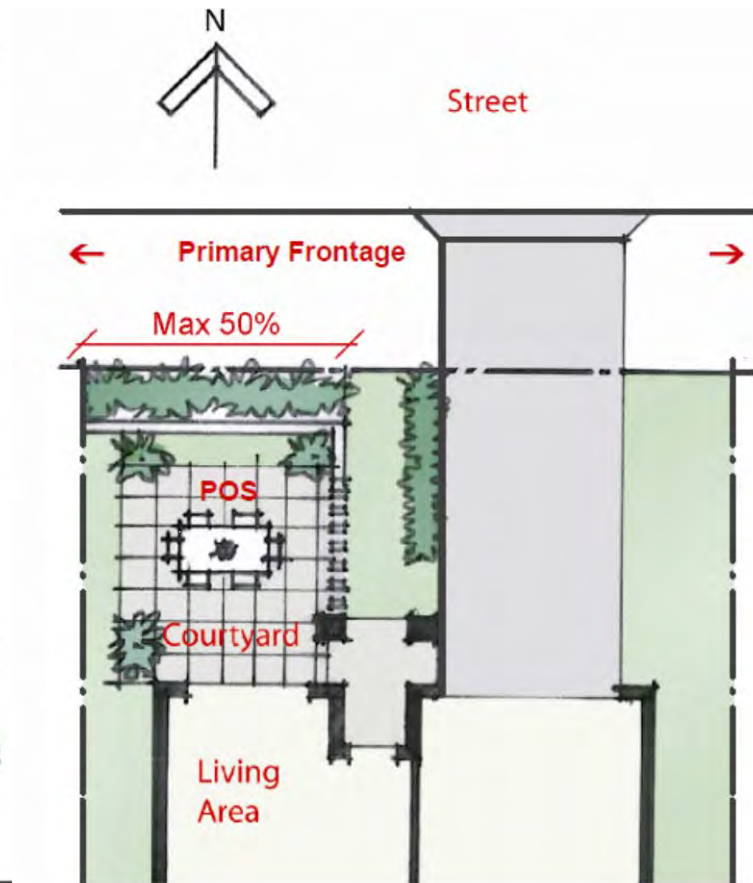 N
Street
Primary Frontage
Max 50%
POS
Courtyard
Living
Area